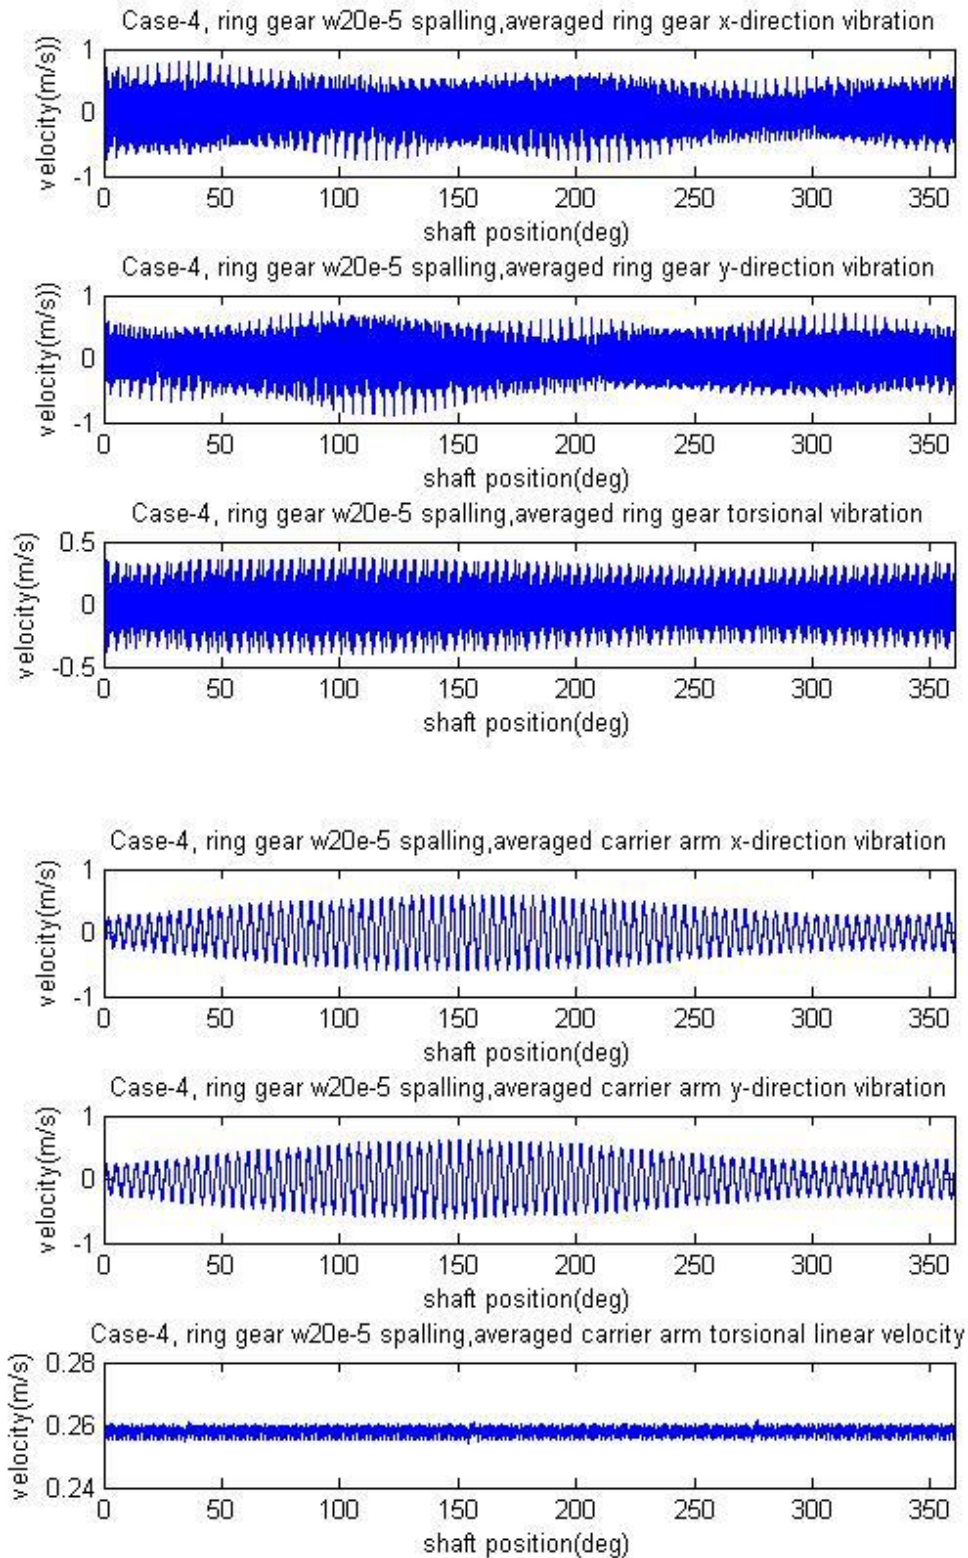 Case-4, ring gear w20e-5 spalling,averaged ring gear x-direction vibration
velocity(m/s))
1
0
-1
0 50 100 150 200 250 300 350
shaft position(deg)
Case-4, ring gear w20e-5 spalling,averaged ring gear y-direction vibration
velocity(m/s))
1
0
-1
0 50 100 150 200 250 300 350
shaft position(deg)
Case-4, ring gear w20e-5 spalling,averaged ring gear torsional vibration
velocity(m/s)
0.5
0
-0.5
0 50 100 150 200 250 300 350
shaft position(deg)
Case-4, ring gear w20e-5 spalling,averaged carrier arm x-direction vibration
velocity(m/s)
1
0
-1
0 50 100 150 200 250 300 350
shaft position(deg)
Case-4, ring gear w20e-5 spalling,averaged carrier arm y-direction vibration
velocity(m/s)
1
0
-1
0 50 100 150 200 250 300 350
shaft position(deg)
Case-4, ring gear w20e-5 spalling,averaged carrier arm torsional linear velocity
velocity(m/s)
0.28
0.26
0.24
0 50 100 150 200 250 300 350
shaft position(deg)